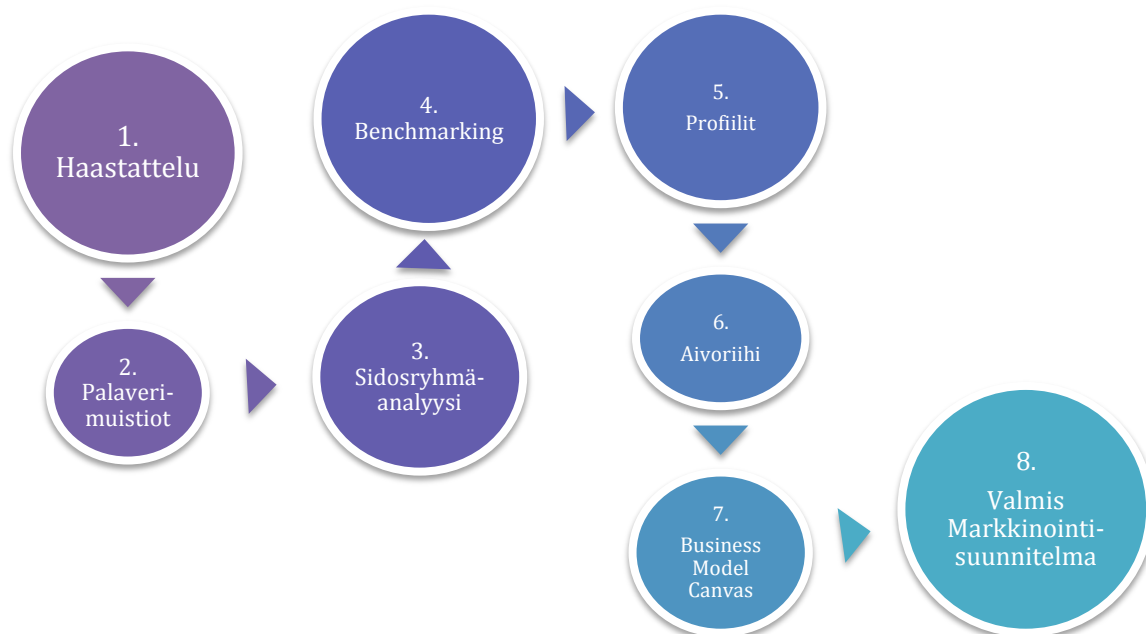 1.
Haastattelu
2.
Palaveri-
muistiot
3.
Sidosryhmä-
analyysi
4.
Benchmarking
5.
Profiilit
6.
Aivoriihi
7.
Business
Model
Canvas
8.
Valmis
Markkinointi-
suunnitelma